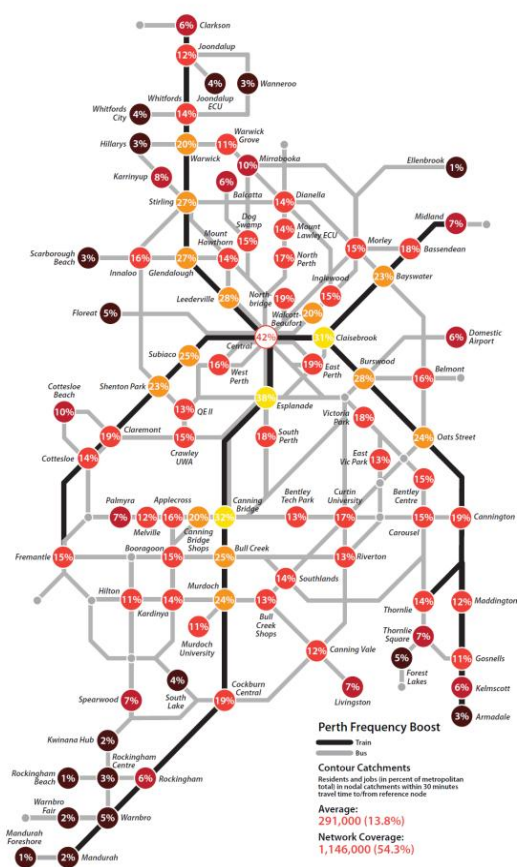 6%
Clarkson
12%
Joondalup
4%
3%
Wanneroo
Joondalup
ECU
Whitfords
Whitfords
City
4%
14%
Hillarys
3%
20%
Warwick
11%
Warwick
Grove
Mirrabooka
10%
Karrinyup
8%
6%
Balcatta
Ellenbrook
1%
Stirling
27%
14%
Dianella
Dog
Swamp
15%
Mount
Hawthorn
14%
14%
Mount
Lawley ECU
Midland
7%
Morley
15%
18%
Bassendean
Scarborough
Beach
3%
16%
Innaloo
27%
Glendalough
17%
North
Perth
Inglewood
15%
23%
Bayswater
Leederville
28%
North-
bridge
19%
Walcott
Beaufort
20%
Floreat
5%
Central
42%
31%
Claisebrook
Domestic
Airport
6%
Subiaco
25%
16%
West
Perth
19%
East
Perth
Burswood
28%
16%
Belmont
Shenton Park
23%
38%
Esplanade
Cottesloe
Beach
10%
13%
QE II
Victoria
Park
18%
19%
Claremont
15%
Crawley
UWA
18%
South
Perth
24%
Oats Street
14%
Cottesloe
East
Vic Park
13%
15%
Bentley
Centre
Palmyra
7%
12%
Melville
Applecross
16%
20%
Canning
Bridge
Shops
Canning
Bridge
32%
Bentley
Tech Park
13%
Curtin
University
17%
15%
Carousel
Cannington
19%
Fremantle
15%
Booragoon
15%
Bull Creek
25%
13%
Riverton
14%
Southlands
Hilton
11%
14%
Kardinya
Murdoch
24%
13%
Bull
Creek
Shops
14%
Thornlie
12%
Maddington
11%
Murdoch
University
Thornlie
Square
7%
12%
Canning Vale
5%
Forest
Lakes
11%
Gosnells
4%
South
Lake
Cockburn
Central
19%
7%
Livingston
6%
Kelmscott
Spearwood
7%
3%
Armadale
Kwinana Hub
2%
Rockingham
Centre
Rockingham
Beach
1%
3%
6%
Rockingham
Warnbro
Fair
2%
5%
Warnbro
Mandurah
Foreshore
1%
2%
Mandurah
Perth Frequency Boost
Train
Bus
Contour Catchments
Residents and jobs (in percent of metropolitan
total) in nodal catchments within 30 minutes
travel time to/from reference node
Average:
291,000 (13.8%)
Network Coverage:
1,146,000 (54.3%)